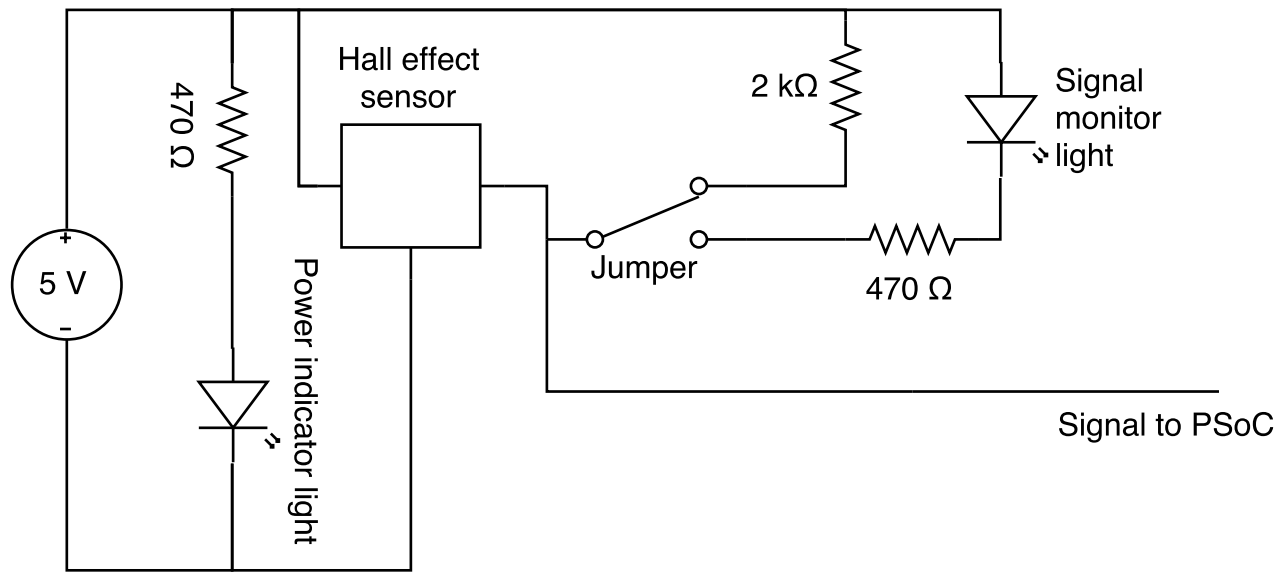 Hall effect
sensor
470 Ω
2 kΩ
Signal
monitor
light
+
5 V
−
Jumper
470 Ω
Power indicator light
Signal to PSoC